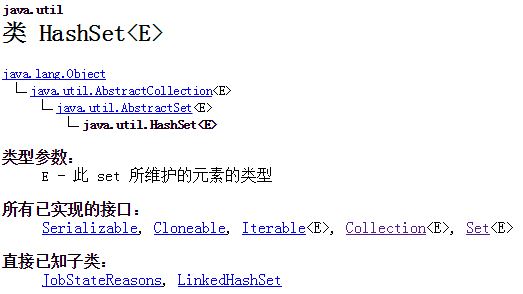 java.util
类 HashSet<E>
java.lang.Object
java.util.AbstractCollection<E>
java.util.AbstractSet<E>
java.util.HashSet<E>
类型参数：
E - 此 set 所维护的元素的类型
所有已实现的接口：
Serializable, Cloneable, Iterable<E>, Collection<E>, Set<E>
直接已知子类：
JobStateReasons, LinkedHashSet